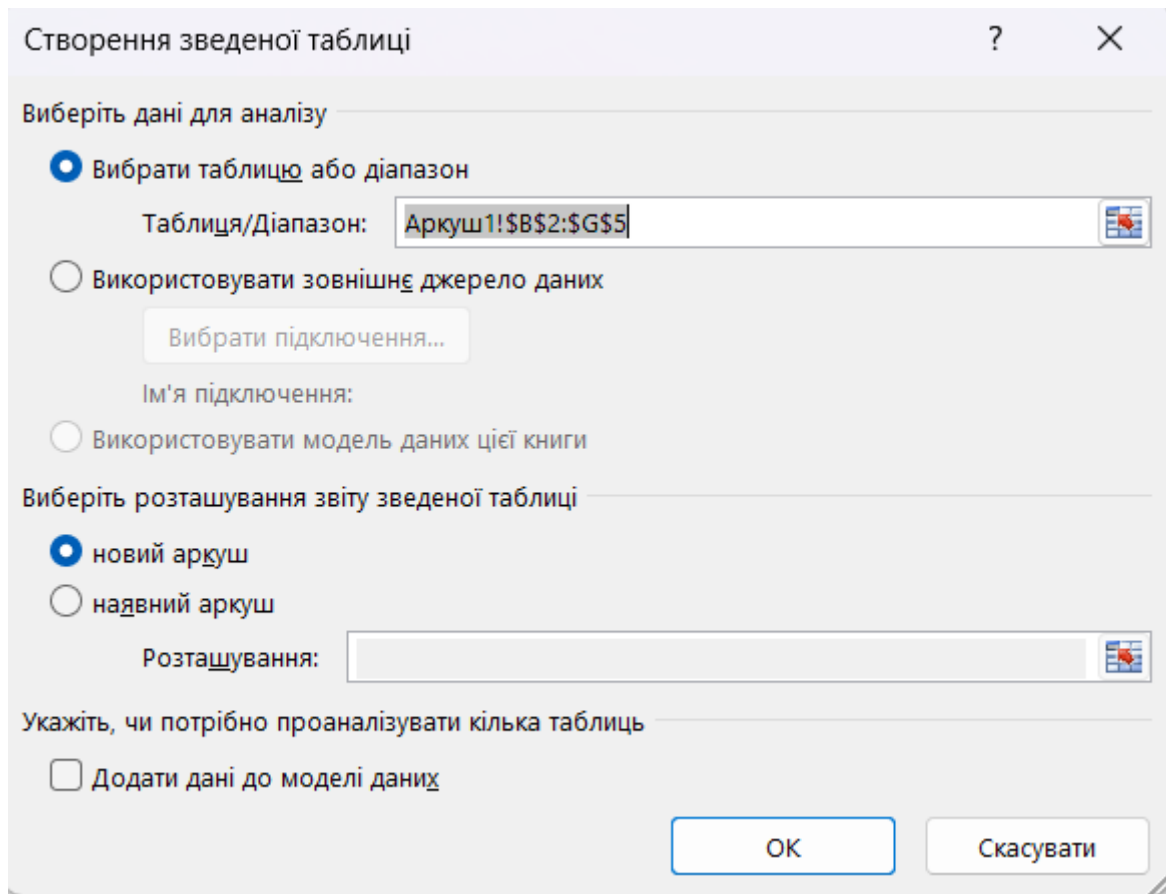 Створення зведеної таблиці ?
Виберіть дані для аналізу
Вибрати таблицю або діапазон
Таблиця/Діапазон: Аркуш1!$B$2:$G$5
Використовувати зовнішнє джерело даних
Вибрати підключення...
Ім'я підключення:
Використовувати модель даних цієї книги
Виберіть розташування звіту зведеної таблиці
новий аркуш
наявний аркуш
Розташування:
Укажіть, чи потрібно проаналізувати кілька таблиць
Додати дані до моделі даних
ОК Скасувати